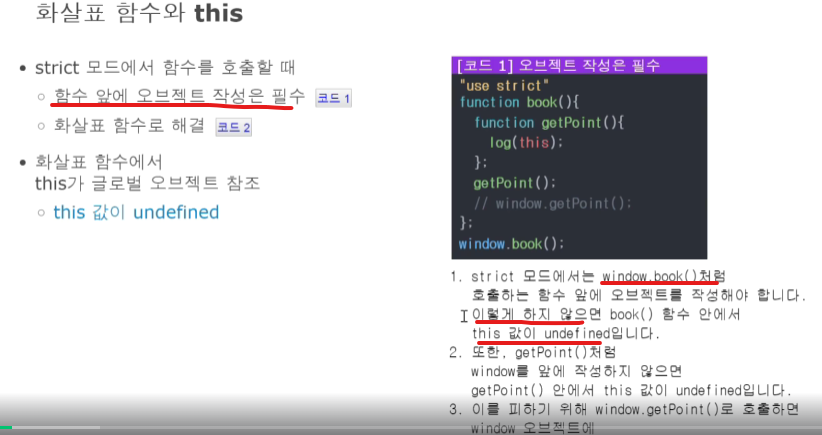 화살표 함수와 this
• strict 모드에서 함수를 호출할 때
○ 함수 앞에 오브젝트 작성은 필수 코드 1
○ 화살표 함수로 해결 코드 2
• 화살표 함수에서
this가 글로벌 오브젝트 참조
○ this 값이 undefined
[코드 1] 오브젝트 작성은 필수
"use strict"
function book(){
function getPoint(){
log(this);
};
getPoint();
// window.getPoint();
};
window.book();
1. strict 모드에서는 window.book()처럼
호출하는 함수 앞에 오브젝트를 작성해야 합니다.
이렇게 하지 않으면 book() 함수 안에서
this 값이 undefined입니다.
2. 또한, getPoint()처럼
window를 앞에 작성하지 않으면
getPoint() 안에서 this 값이 undefined입니다.
3. 이를 피하기 위해 window.getPoint()로 호출하면
window 오브젝트에